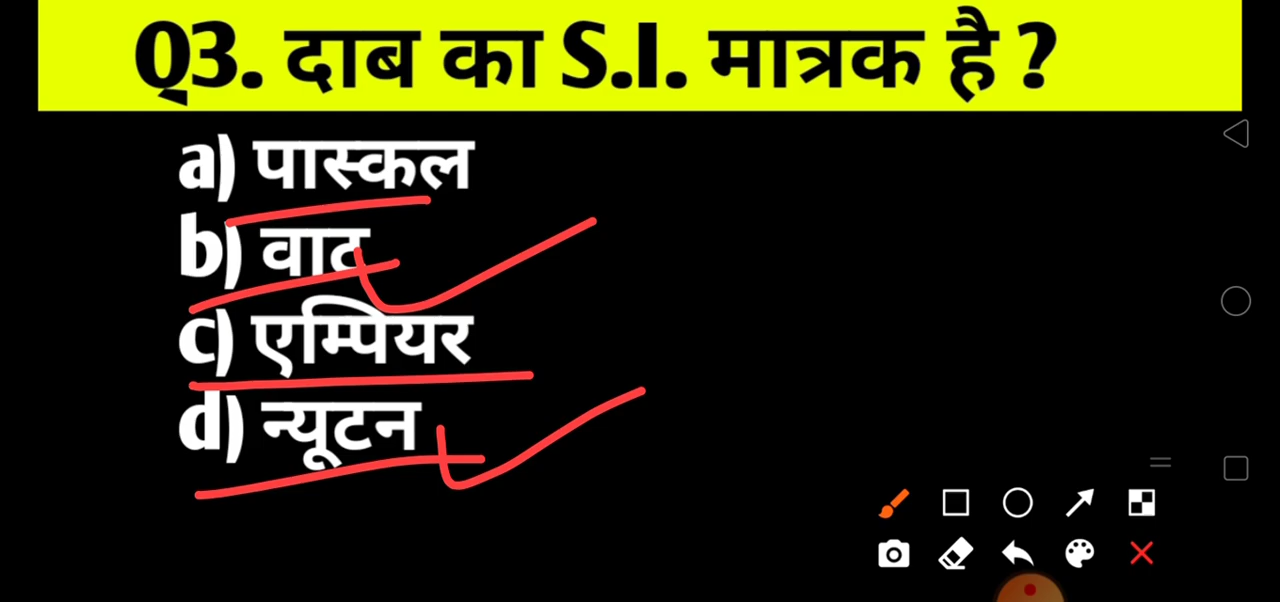 Q3. दाब का S.I. मात्रक है ?
a) पास्कल
b) वाट
c) एम्पियर
d) न्यूटन